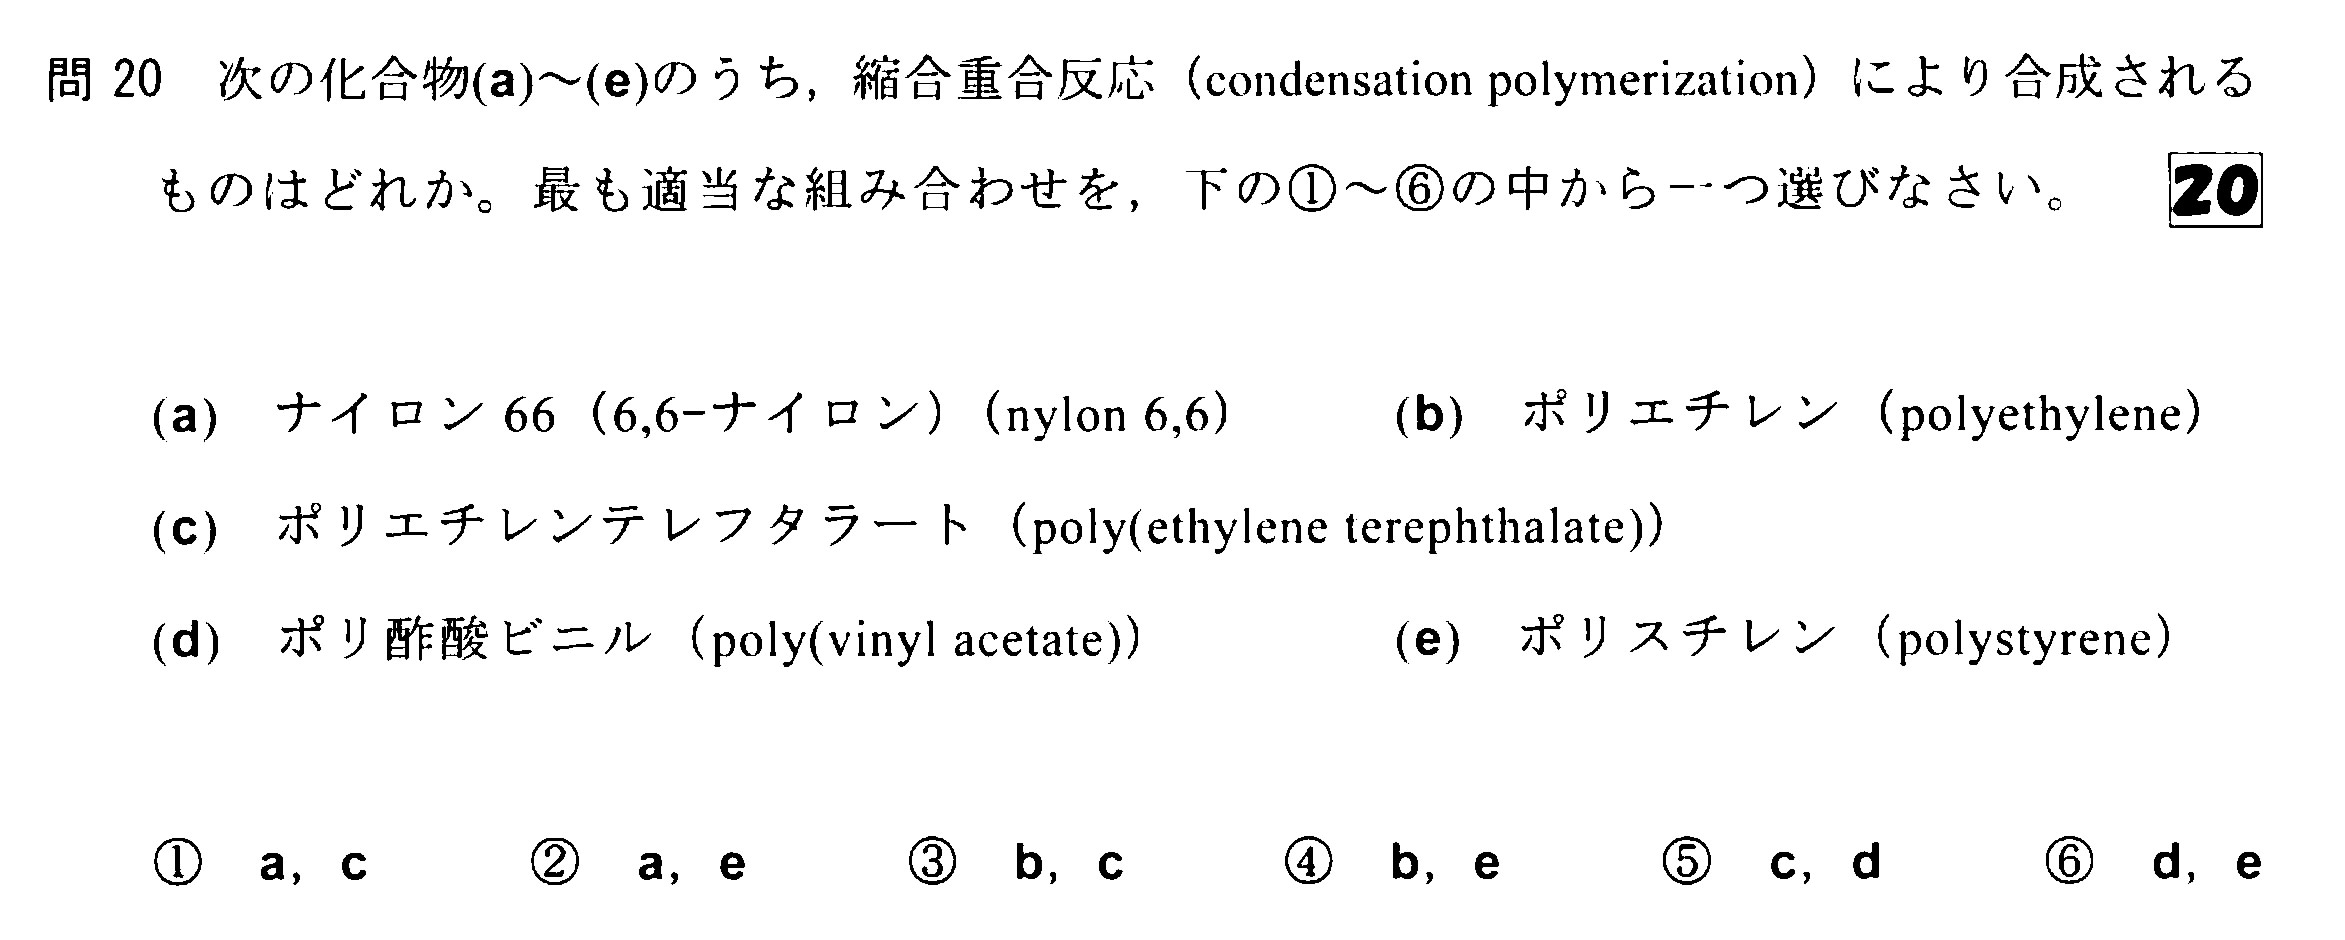 問20 次の化合物(a)～(e)のうち，縮合重合反応（condensation polymerization）により合成される
ものはどれか。最も適当な組み合わせを，下の①～⑥の中から一つ選びなさい。 20
(a) ナイロン 66（6,6-ナイロン）（nylon 6,6） (b) ポリエチレン（polyethylene）
(c) ポリエチレンテレフタラート（poly(ethylene terephthalate)）
(d) ポリ酢酸ビニル（poly(vinyl acetate)） (e) ポリスチレン（polystyrene）
① a, c ② a, e ③ b, c ④ b, e ⑤ c, d ⑥ d, e